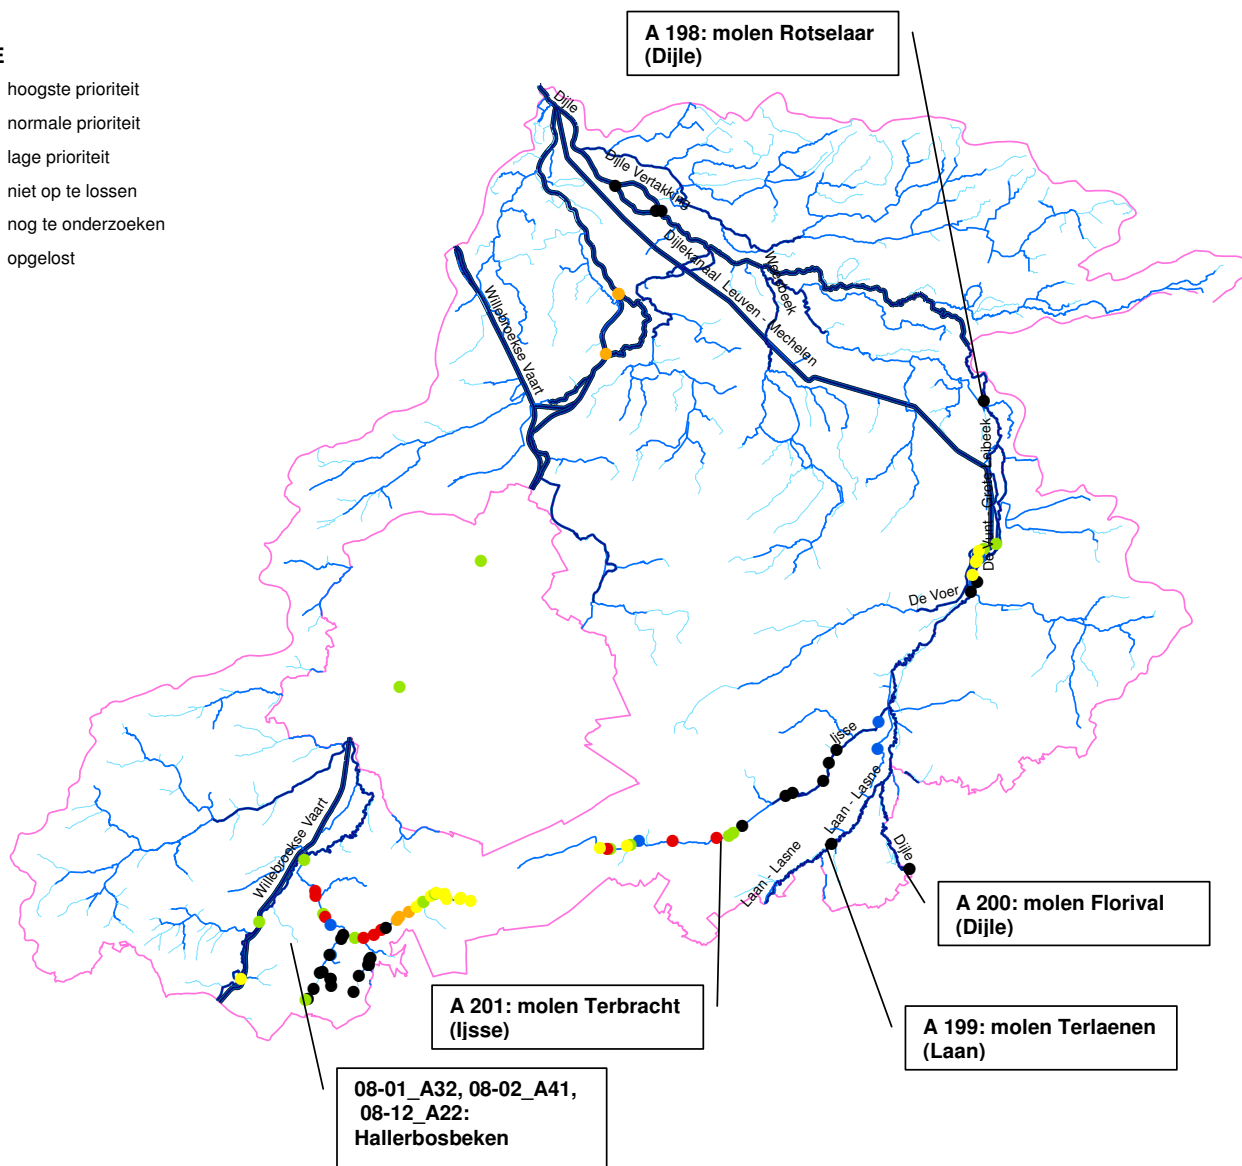 A 198: molen Rotselaar
(Dijle)
E
hoogste prioriteit
normale prioriteit
lage prioriteit
niet op te lossen
nog te onderzoeken
opgelost
Dijle
Dijle Vertakking
Dijlekanaal Leuven - Mechelen
Weesbeek
Willebroekse Vaart
De Vunt - Grote Leibeek
De Voer
Ijsse
Laan - Lasne
Laan - Lasne
Dijle
Willebroekse Vaart
A 200: molen Florival
(Dijle)
A 201: molen Terbracht
(Ijsse)
A 199: molen Terlaenen
(Laan)
08-01_A32, 08-02_A41,
08-12_A22:
Hallerbosbeken